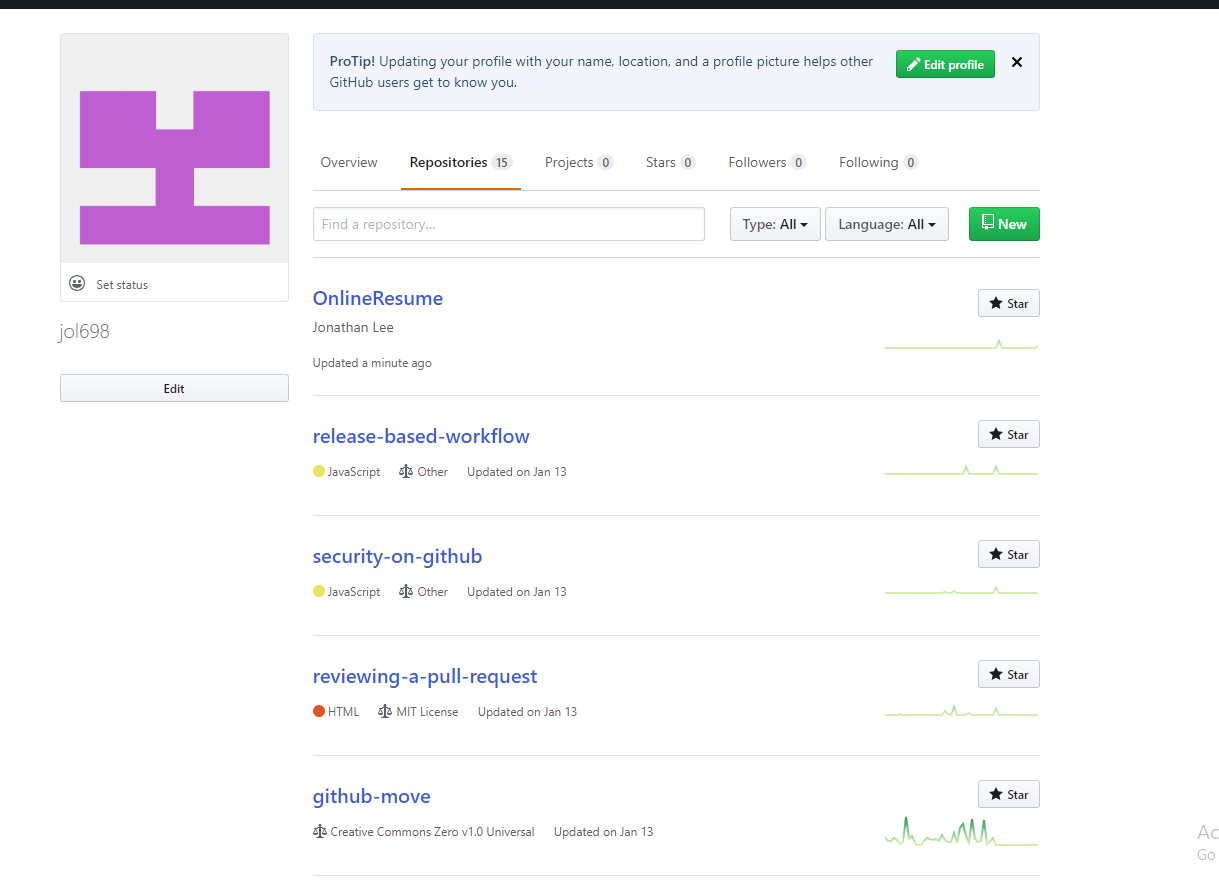 ProTip! Updating your profile with your name, location, and a profile picture helps other
GitHub users get to know you.
Edit profile
Overview Repositories 15 Projects 0 Stars 0 Followers 0 Following 0
Find a repository...
Type: All
Language: All
New
Set status
jol698
Edit
OnlineResume
Star
Jonathan Lee
Updated a minute ago
release-based-workflow
Star
JavaScript Other Updated on Jan 13
security-on-github
Star
JavaScript Other Updated on Jan 13
reviewing-a-pull-request
Star
HTML MIT License Updated on Jan 13
github-move
Star
Creative Commons Zero v1.0 Universal Updated on Jan 13
Ac
Go